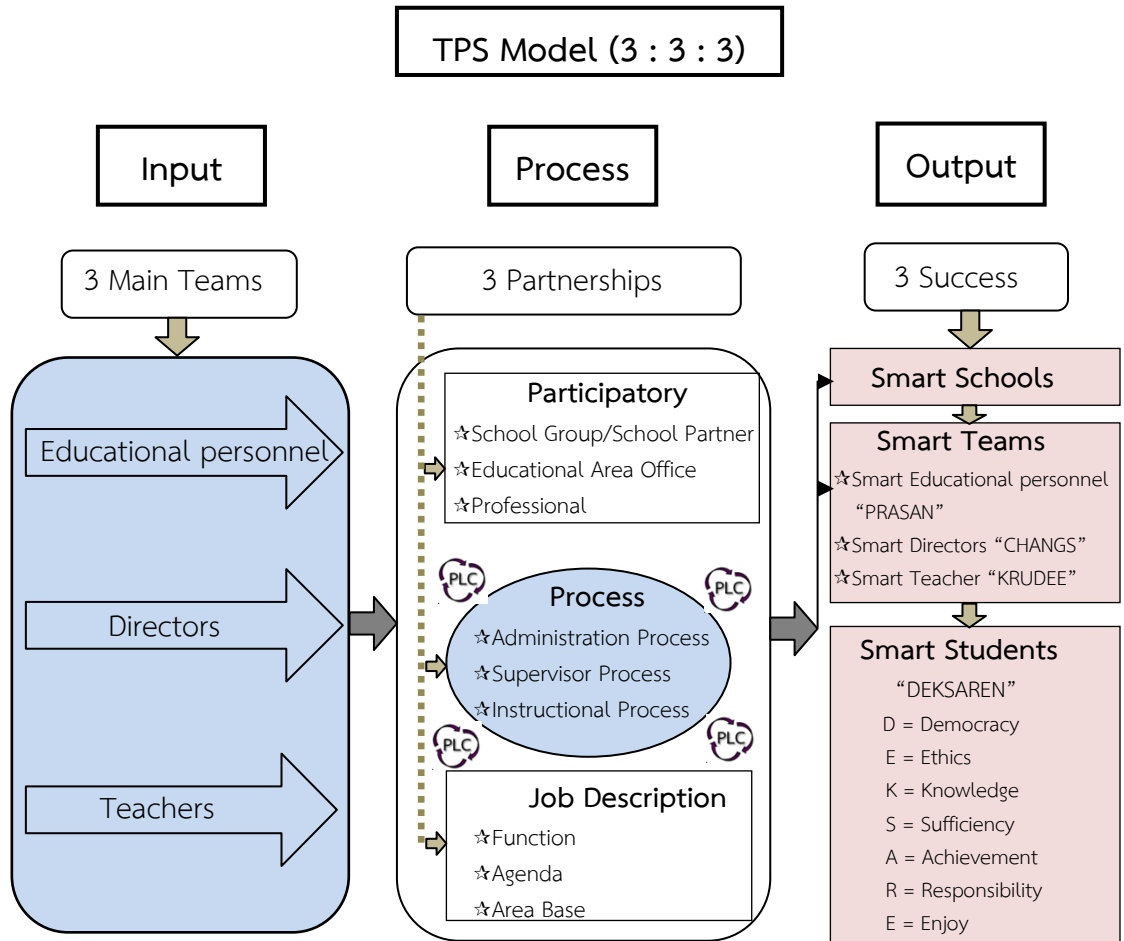 TPS Model (3 : 3 : 3)
Input
Process
Output
3 Main Teams
3 Partnerships
3 Success
Educational personnel
Directors
Teachers
Participatory
☆School Group/School Partner
☆Educational Area Office
☆Professional
PLC
PLC
Process
☆Administration Process
☆Supervisor Process
☆Instructional Process
PLC
PLC
Job Description
☆Function
☆Agenda
☆Area Base
Smart Schools
Smart Teams
☆Smart Educational personnel
“PRASAN”
☆Smart Directors “CHANGS”
☆Smart Teacher “KRUDEE”
Smart Students
“DEKSAREN”
D = Democracy
E = Ethics
K = Knowledge
S = Sufficiency
A = Achievement
R = Responsibility
E = Enjoy